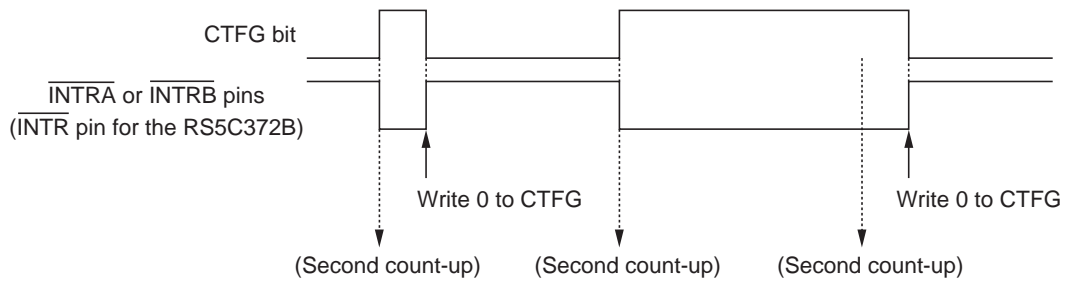 CTFG bit
INTRA or INTRB pins
(INTR pin for the RS5C372B)
Write 0 to CTFG
Write 0 to CTFG
(Second count-up)
(Second count-up)
(Second count-up)